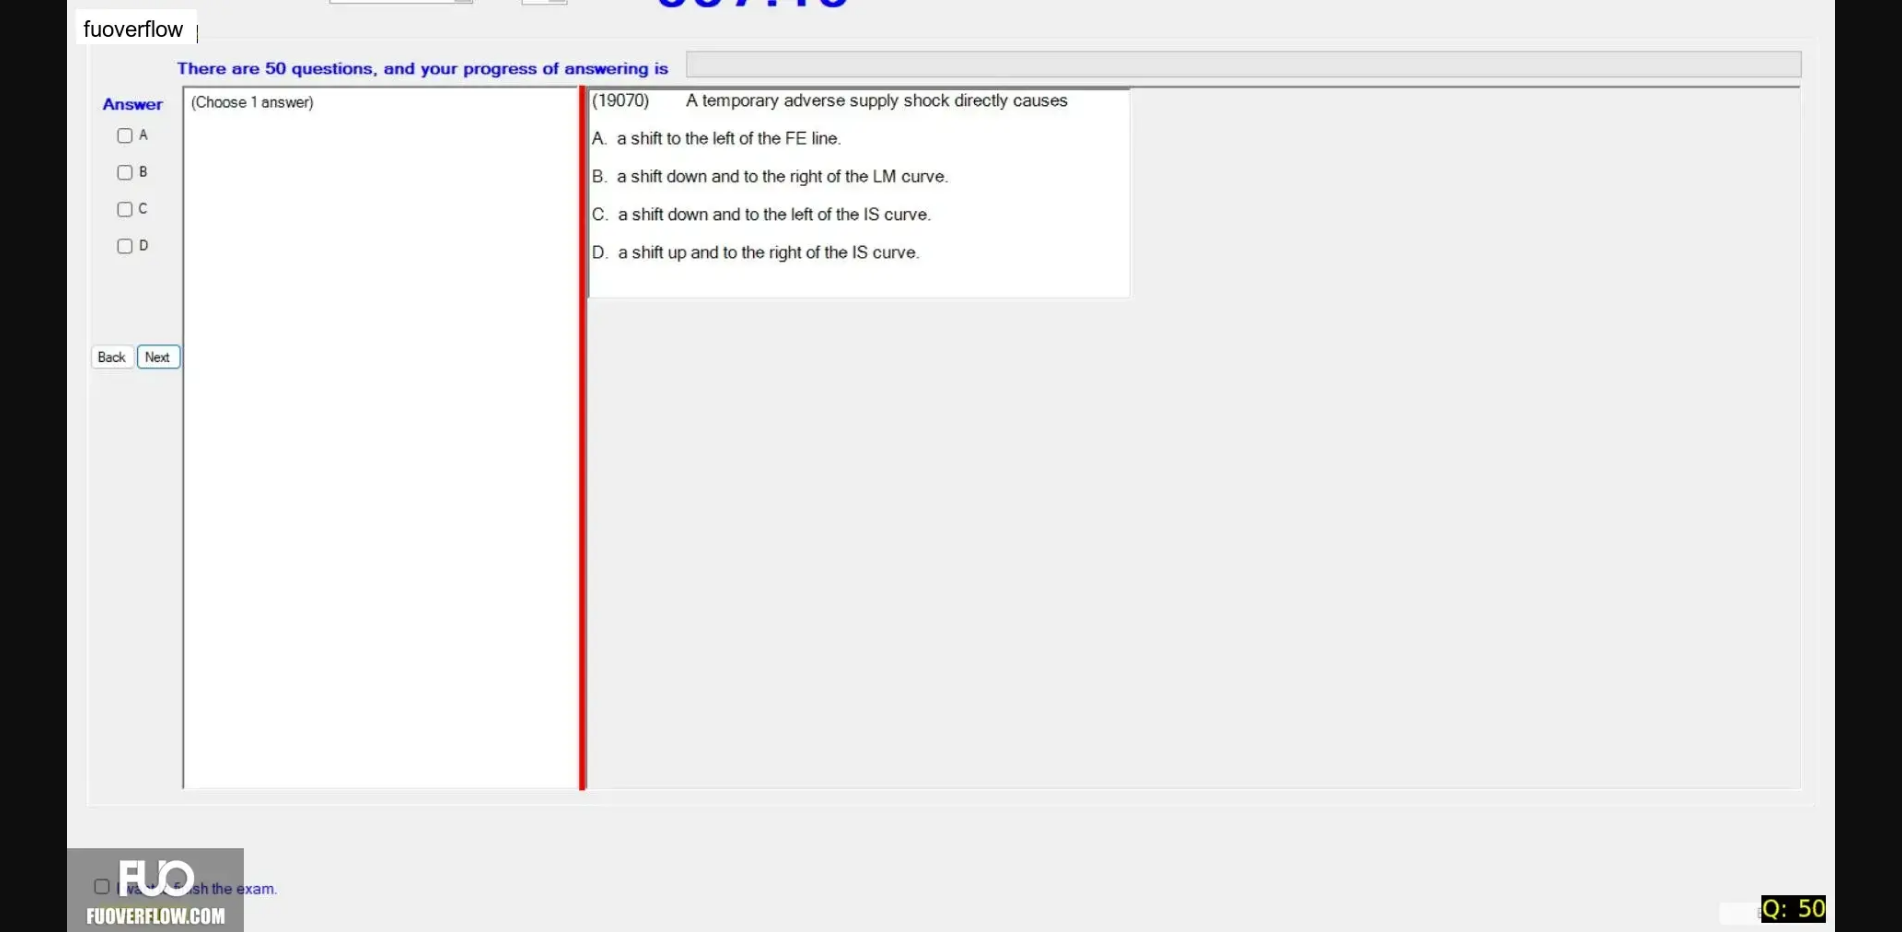 fuoverflow
There are 50 questions, and your progress of answering is
Answer
(Choose 1 answer)
A
B
C
D
Back Next
(19070) A temporary adverse supply shock directly causes
A. a shift to the left of the FE line.
B. a shift down and to the right of the LM curve.
C. a shift down and to the left of the IS curve.
D. a shift up and to the right of the IS curve.
FUO
the exam.
FUOVERFLOW.COM
Q: 50